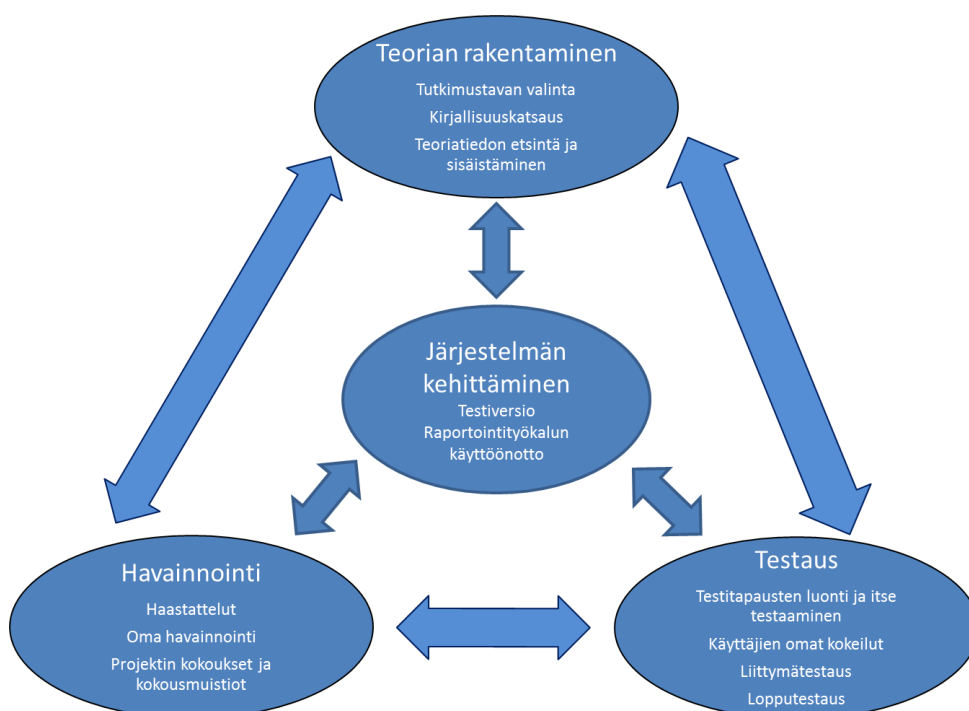 Teorian rakentaminen
Tutkimustavan valinta
Kirjallisuuskatsaus
Teoriatiedon etsintä ja
sisäistäminen
Järjestelmän
kehittäminen
Testiversio
Raportointityökalun
käyttöönotto
Havainnointi
Haastattelut
Oma havainnointi
Projektin kokoukset ja
kokousmuistiot
Testaus
Testitapausten luonti ja itse
testaaminen
Käyttäjien omat kokeilut
Liittymätestaus
Lopputestaus